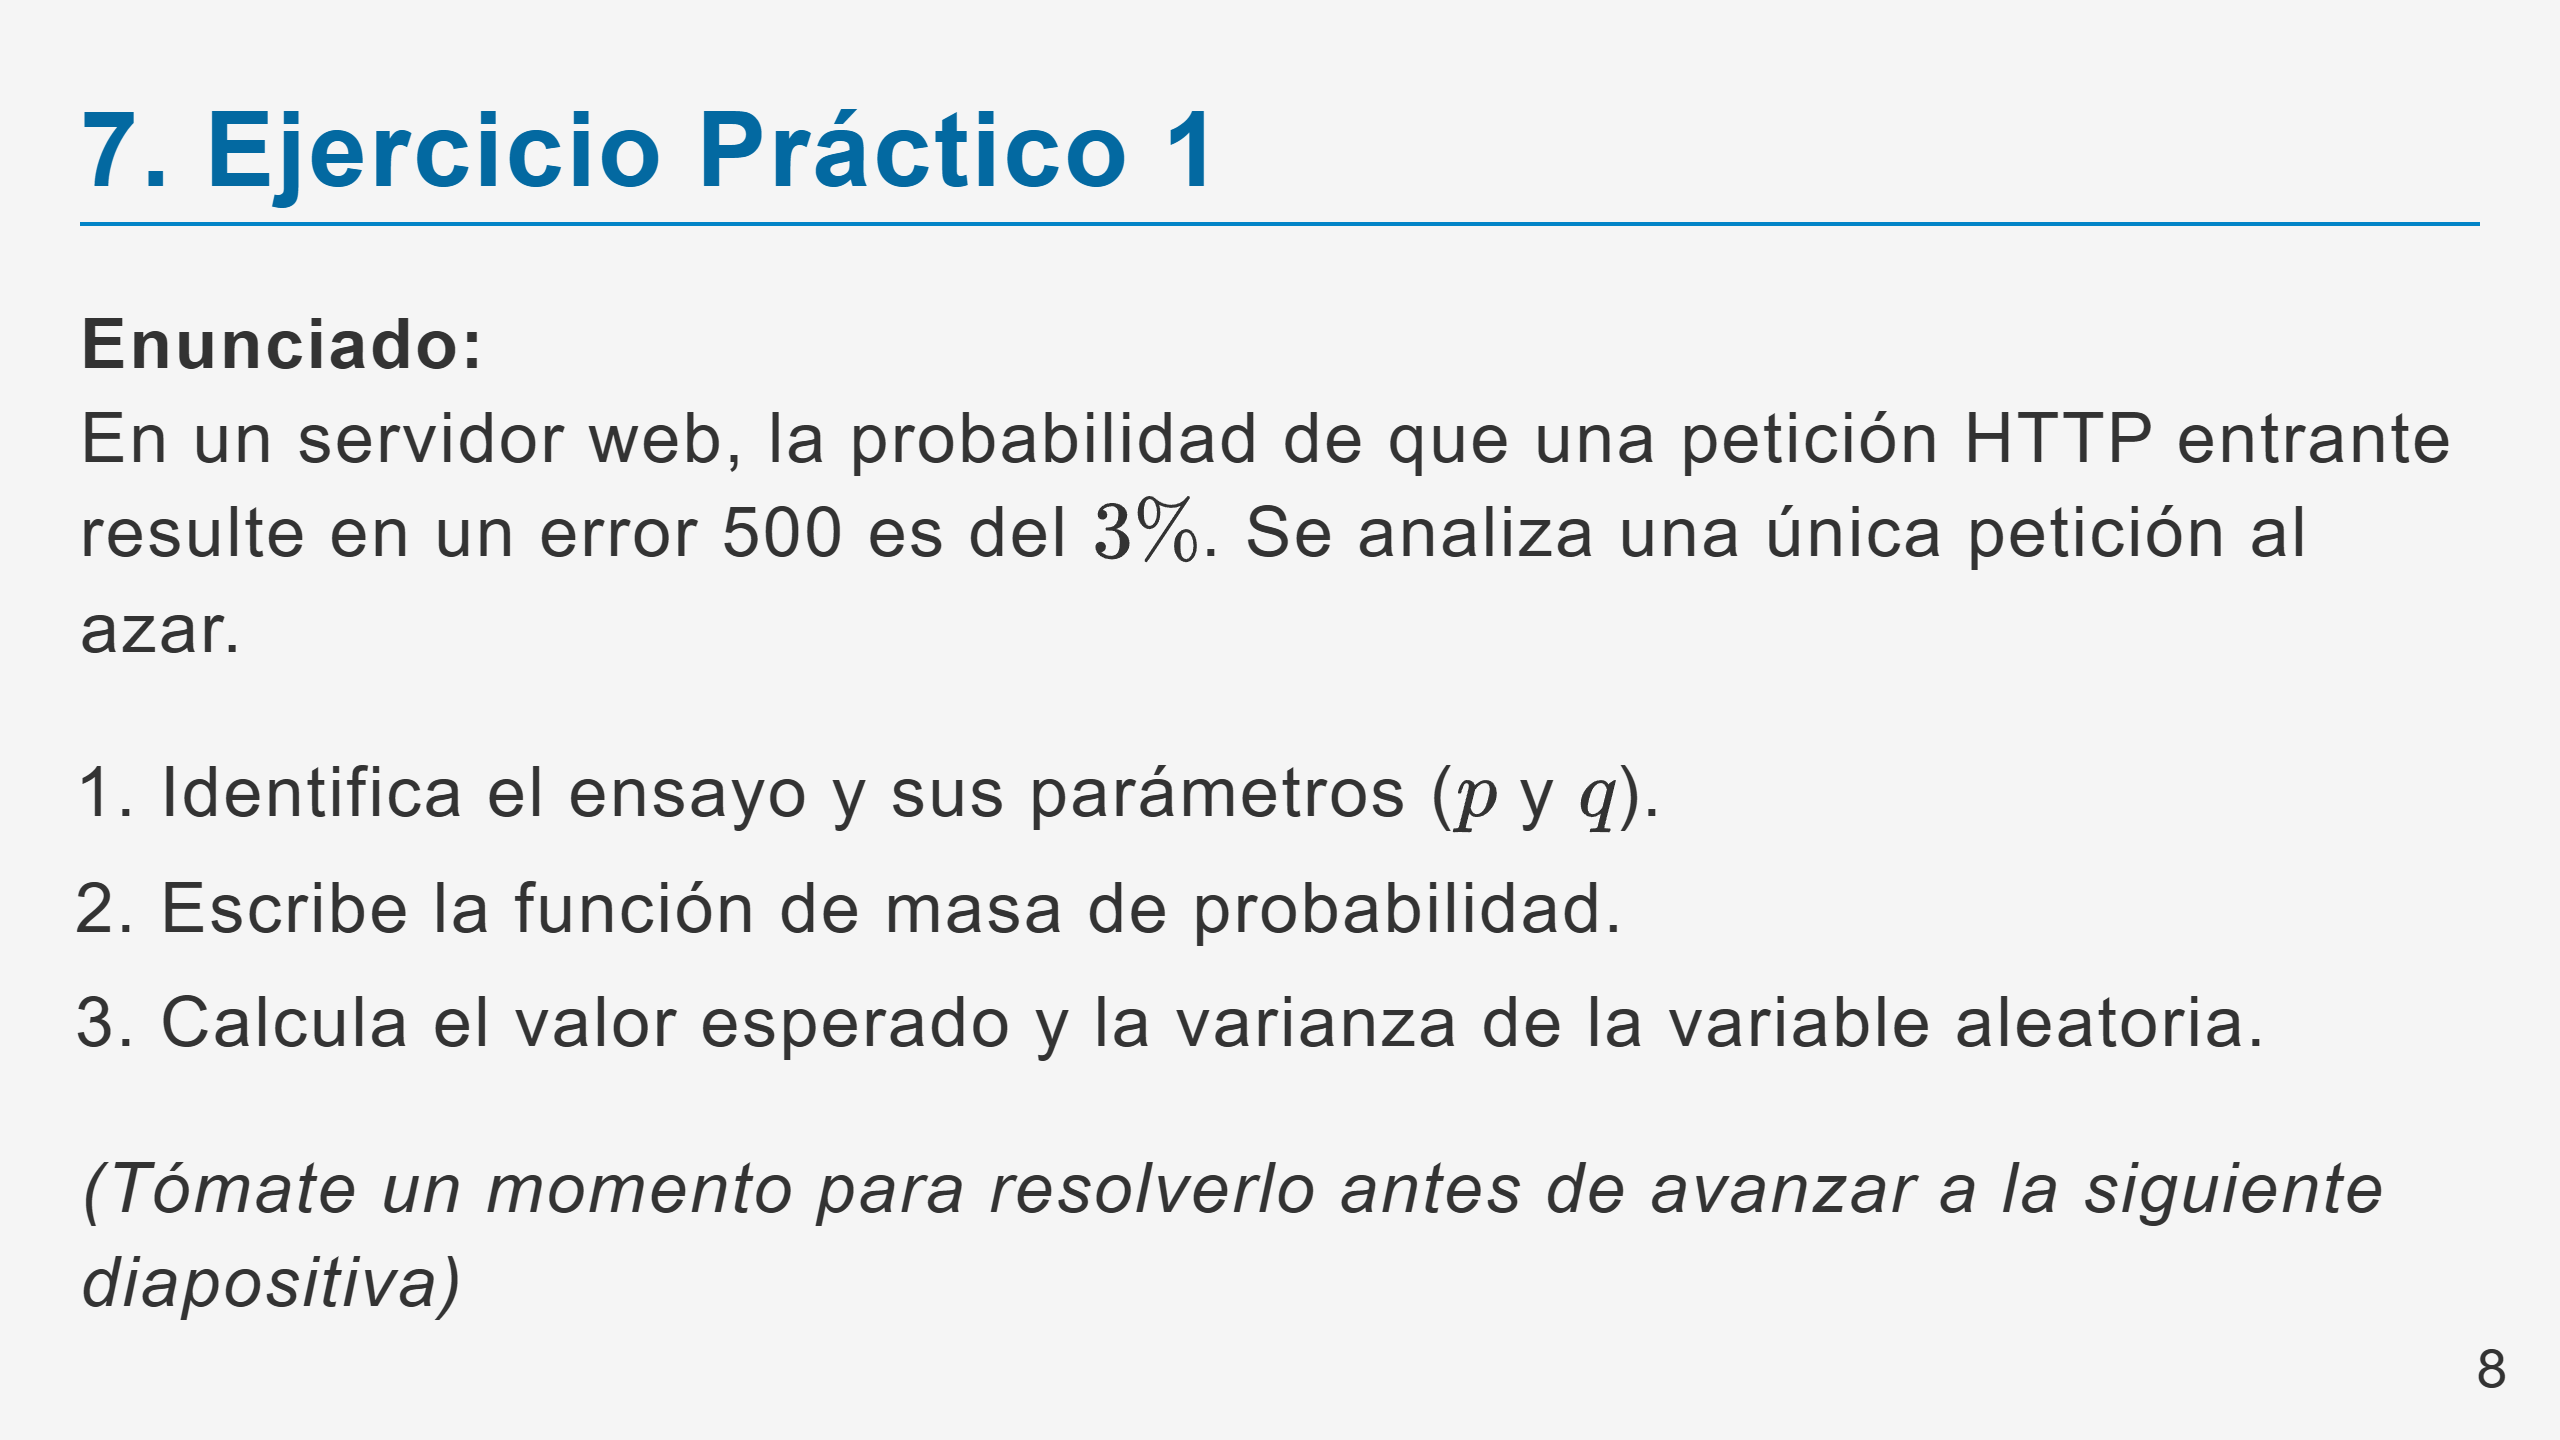 7. Ejercicio Práctico 1
Enunciado:
En un servidor web, la probabilidad de que una petición HTTP entrante
resulte en un error 500 es del 3%. Se analiza una única petición al
azar.
1. Identifica el ensayo y sus parámetros (p y q).
2. Escribe la función de masa de probabilidad.
3. Calcula el valor esperado y la varianza de la variable aleatoria.
(Tómate un momento para resolverlo antes de avanzar a la siguiente
diapositiva)
8